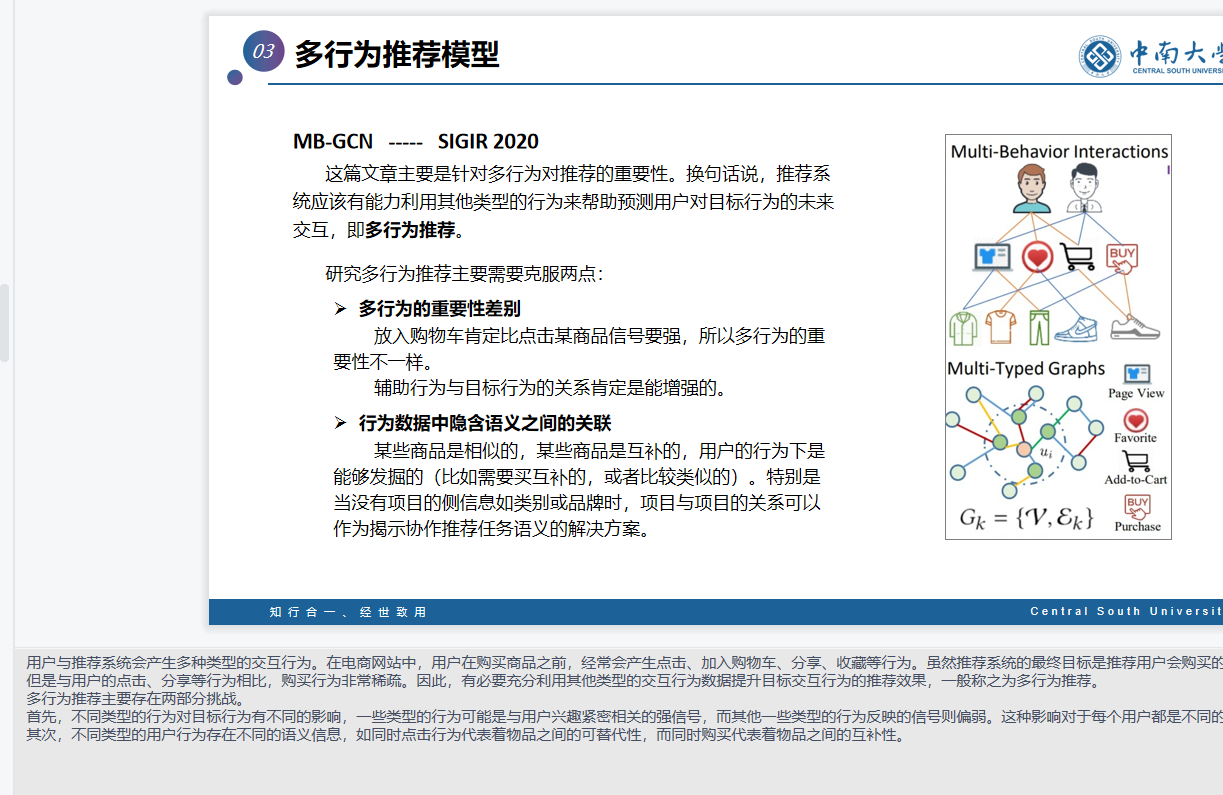 03 多行为推荐模型
中南大学
CENTRAL SOUTH UNIVERS
MB-GCN ----- SIGIR 2020
这篇文章主要是针对多行为对推荐的重要性。换句话说，推荐系
统应该有能力利用其他类型的行为来帮助预测用户对目标行为的未来
交互，即多行为推荐。
研究多行为推荐主要需要克服两点：
➢ 多行为的重要性差别
放入购物车肯定比点击某商品信号要强，所以多行为的重
要性不一样。
辅助行为与目标行为的关系肯定是能增强的。
➢ 行为数据中隐含语义之间的关联
某些商品是相似的，某些商品是互补的，用户的行为下是
能够发掘的（比如需要买互补的，或者比较类似的）。特别是
当没有项目的侧信息如类别或品牌时，项目与项目的关系可以
作为揭示协作推荐任务语义的解决方案。
Multi-Behavior Interactions
BUY
Multi-Typed Graphs
Page View
Favorite
u_i
Add-to-Cart
BUY
G_k = {𝒱, ℰ_k}
Purchase
知行合一、经世致用
Central South Universit
用户与推荐系统会产生多种类型的交互行为。在电商网站中，用户在购买商品之前，经常会产生点击、加入购物车、分享、收藏等行为。虽然推荐系统的最终目标是推荐用户会购买的
但是与用户的点击、分享等行为相比，购买行为非常稀疏。因此，有必要充分利用其他类型的交互行为数据提升目标交互行为的推荐效果，一般称之为多行为推荐。
多行为推荐主要存在两部分挑战。
首先，不同类型的行为对目标行为有不同的影响，一些类型的行为可能是与用户兴趣紧密相关的强信号，而其他一些类型的行为反映的信号则偏弱。这种影响对于每个用户都是不同的
其次，不同类型的用户行为存在不同的语义信息，如同时点击行为代表着物品之间的可替代性，而同时购买代表着物品之间的互补性。